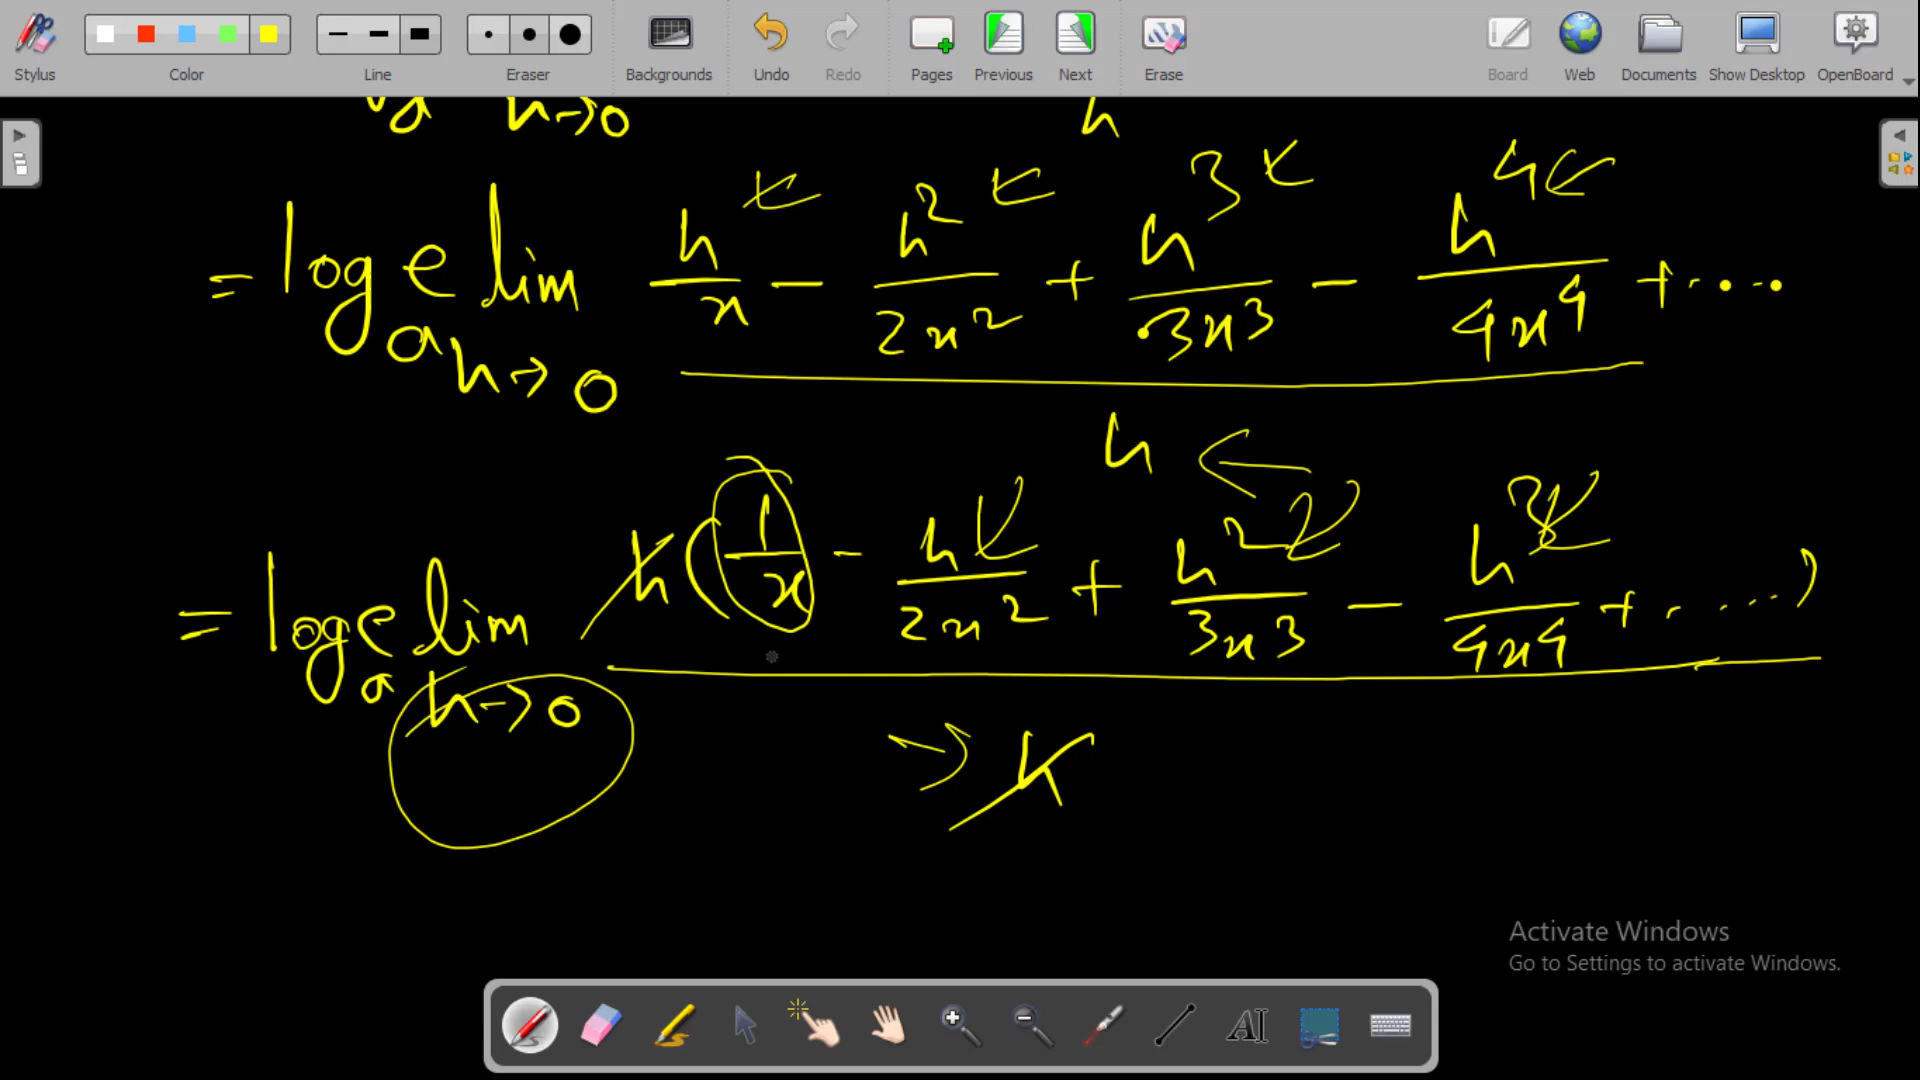 Stylus Color Line Eraser Backgrounds Undo Redo Pages Previous Next Erase Board Web Documents Show Desktop OpenBoard
a h→0 h
= log_a e lim_{h→0} (h/x - h²/2x² + h³/3x³ - h⁴/4x⁴ + .....)
h
= log_a e lim_{h→0} h(1/x - h/2x² + h²/3x³ - h³/4x⁴ + .....)
→ h
Activate Windows
Go to Settings to activate Windows.